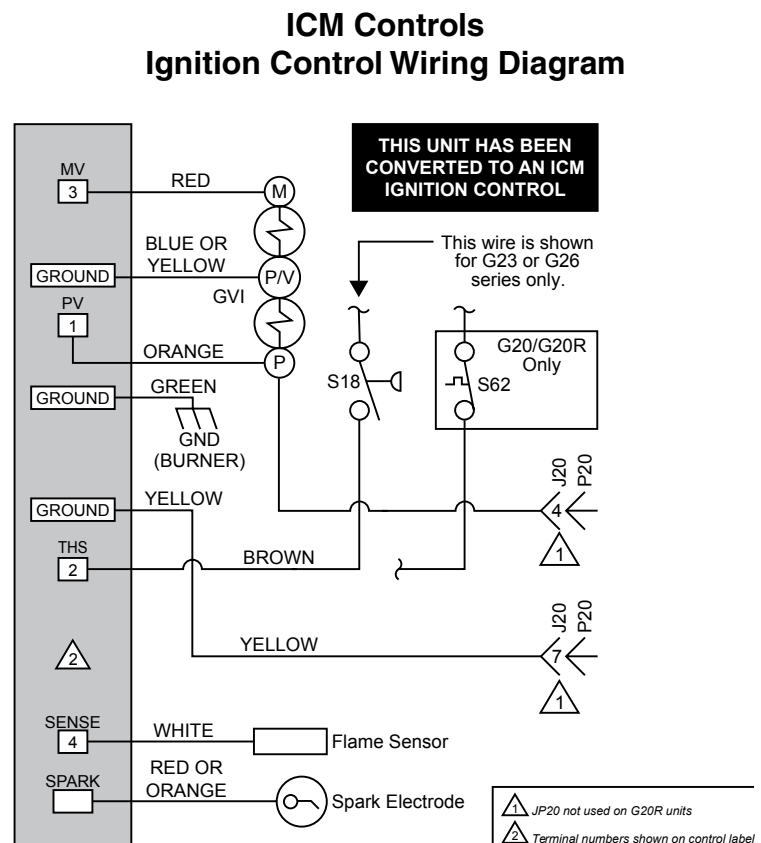 ICM Controls
Ignition Control Wiring Diagram
THIS UNIT HAS BEEN
CONVERTED TO AN ICM
IGNITION CONTROL
MV
3
RED
M
This wire is shown
for G23 or G26
series only.
BLUE OR
YELLOW
GROUND
P/V
GVI
PV
1
ORANGE
P
G20/G20R
Only
S18
S62
GROUND
GREEN
GND
(BURNER)
J20
P20
GROUND
YELLOW
4
1
THS
2
BROWN
J20
P20
YELLOW
7
1
2
SENSE
4
WHITE
Flame Sensor
SPARK
RED OR
ORANGE
Spark Electrode
1 JP20 not used on G20R units
2 Terminal numbers shown on control label